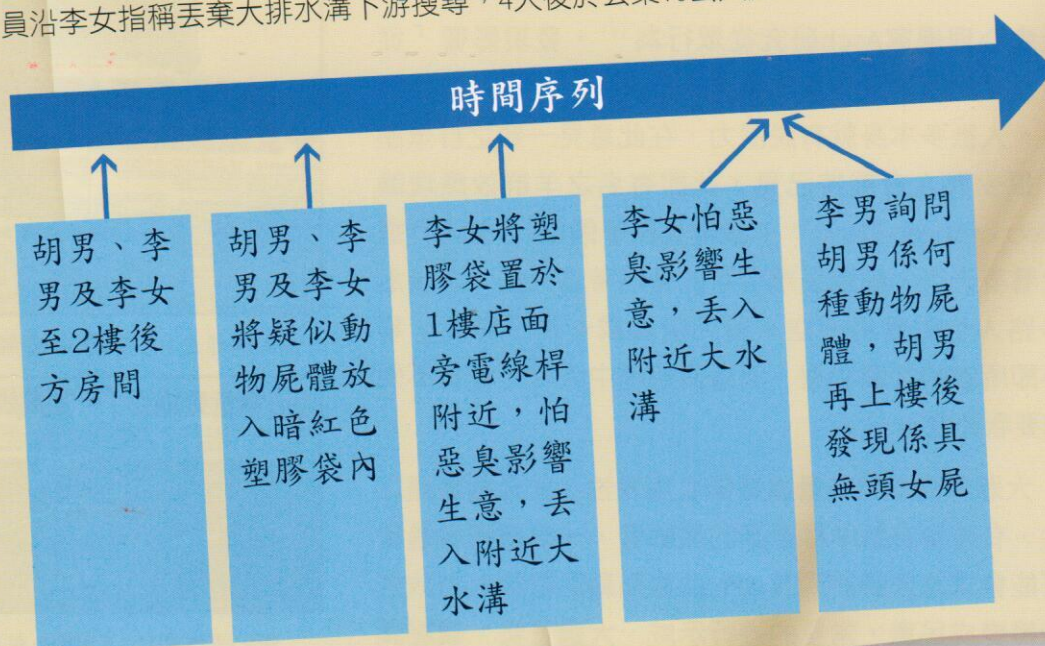 員沿李女指稱丟棄大排水溝下游搜尋，4天後於丟棄
時間序列
胡男、李
男及李女
至2樓後
方房間
胡男、李
男及李女
將疑似動
物屍體放
入暗紅色
塑膠袋內
李女將塑
膠袋置於
1樓店面
旁電線桿
附近，怕
惡臭影響
生意，丟
入附近大
水溝
李女怕惡
臭影響生
意，丟入
附近大水
溝
李男詢問
胡男係何
種動物屍
體，胡男
再上樓後
發現係具
無頭女屍